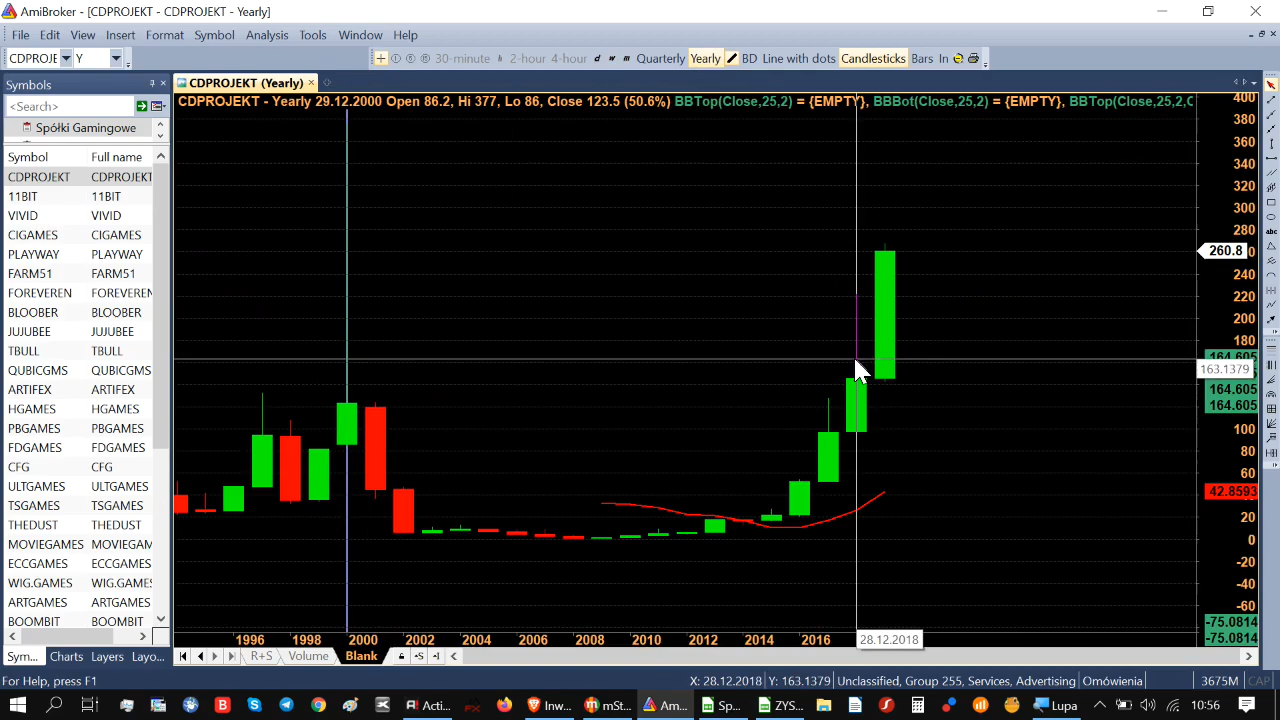 AmiBroker - [CDPROJEKT - CDPROJEKT - Yearly]
File Edit View Insert Format Symbol Analysis Tools Window Help
CDPROJE Y 30-minute 2-hour 4-hour d w m Quarterly Yearly BD Line with dots Candlesticks Bars In
Symbols
CDPROJEKT (Yearly)
<Search>
CDPROJEKT - Yearly 29.12.2000 Open 86.2, Hi 377, Lo 86, Close 123.5 (50.6%) BBTop(Close,25,2) = {EMPTY}, BBBot(Close,25,2) = {EMPTY}, BBTop(Close,25,2,C
Spółki Gamingowe
Symbol Full name
CDPROJEKT CDPROJEKT
11BIT 11BIT
VIVID VIVID
CIGAMES CIGAMES
PLAYWAY PLAYWAY
FARM51 FARM51
FOREVEREN FOREVEREN
BLOOBER BLOOBER
JUJUBEE JUJUBEE
TBULL TBULL
QUBICGMS QUBICGMS
ARTIFEX ARTIFEX
HGAMES HGAMES
PBGAMES PBGAMES
FDGAMES FDGAMES
CFG CFG
ULTGAMES ULTGAMES
TSGAMES TSGAMES
THEDUST THEDUST
MOVIEGAMES MOVIEGAMES
ECCGAMES ECCGAMES
WIG.GAMES WIG.GAMES
ARTGAMES ARTGAMES
BOOMBIT BOOMBIT
400
380
360
340
320
300
280
260.8
240
220
200
180
164.605
163.1379
164.605
164.605
100
80
60
42.8593
20
0
-20
-40
-60
-75.0814
-75.0814
1996 1998 2000 2002 2004 2006 2008 2010 2012 2014 2016 28.12.2018
Sym... Charts Layers Layo... R+S Volume Blank
For Help, press F1 X: 28.12.2018 Y: 163.1379 Unclassified, Group 255, Services, Advertising Omówienia 3675M CAP
Acti... Inw... mSt... Am... Sp... ZYS... Lupa 10:56